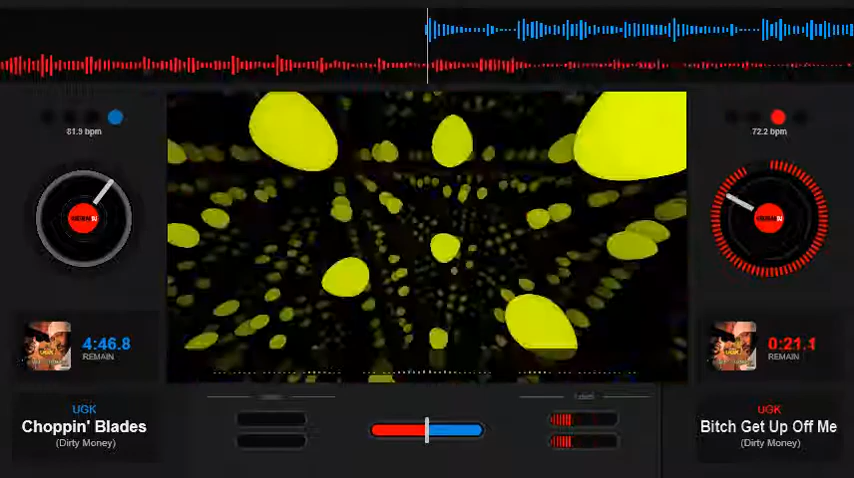 81.9 bpm
72.2 bpm
4:46.8
REMAIN
0:21.1
REMAIN
UGK
Choppin' Blades
(Dirty Money)
UGK
Bitch Get Up Off Me
(Dirty Money)